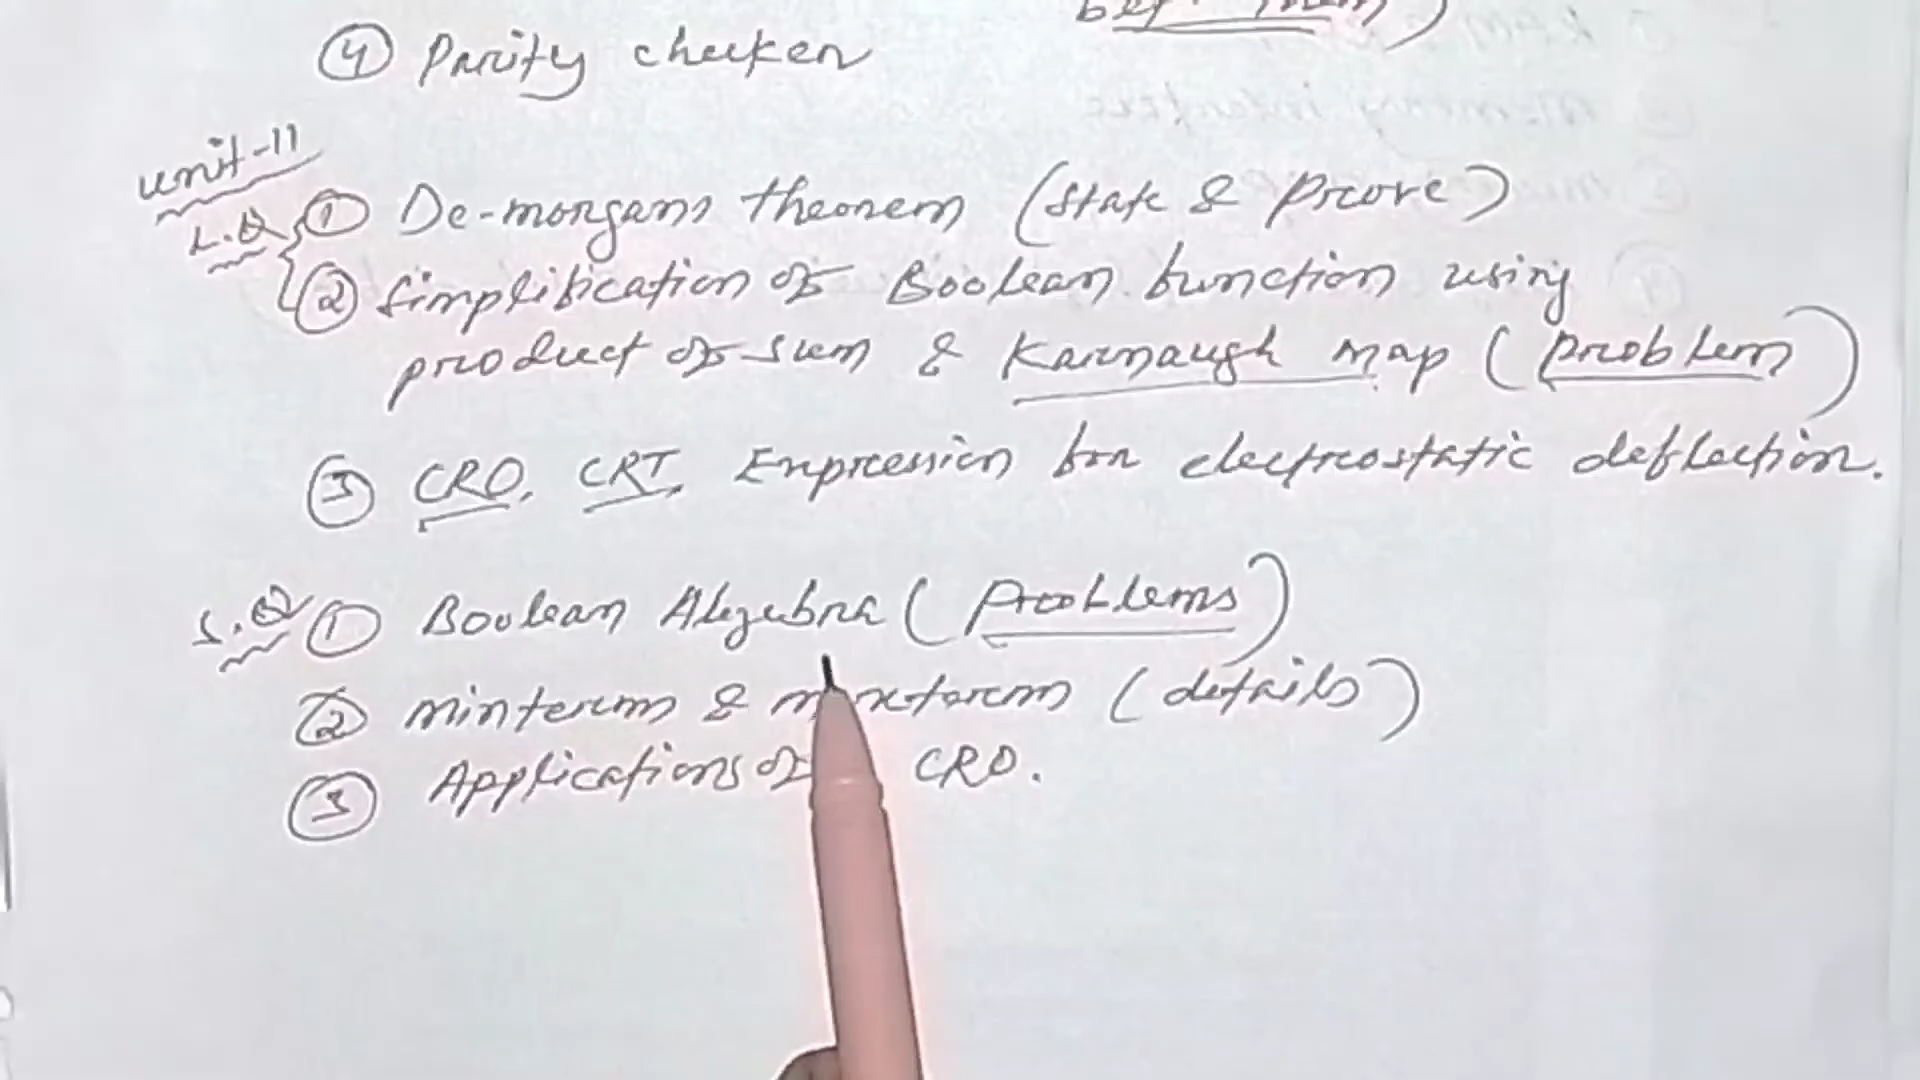 ④ Parity checker
unit-11
L.Q ① De-morgans theorem (state & prove)
② Simplification of Boolean function using
product of sum & Karnaugh map (problem)
③ CRO, CRT, Expression for electrostatic deflection.
S.Q ① Boolean Algebra (problems)
② minterm & maxterm (details)
③ Applications of CRO.